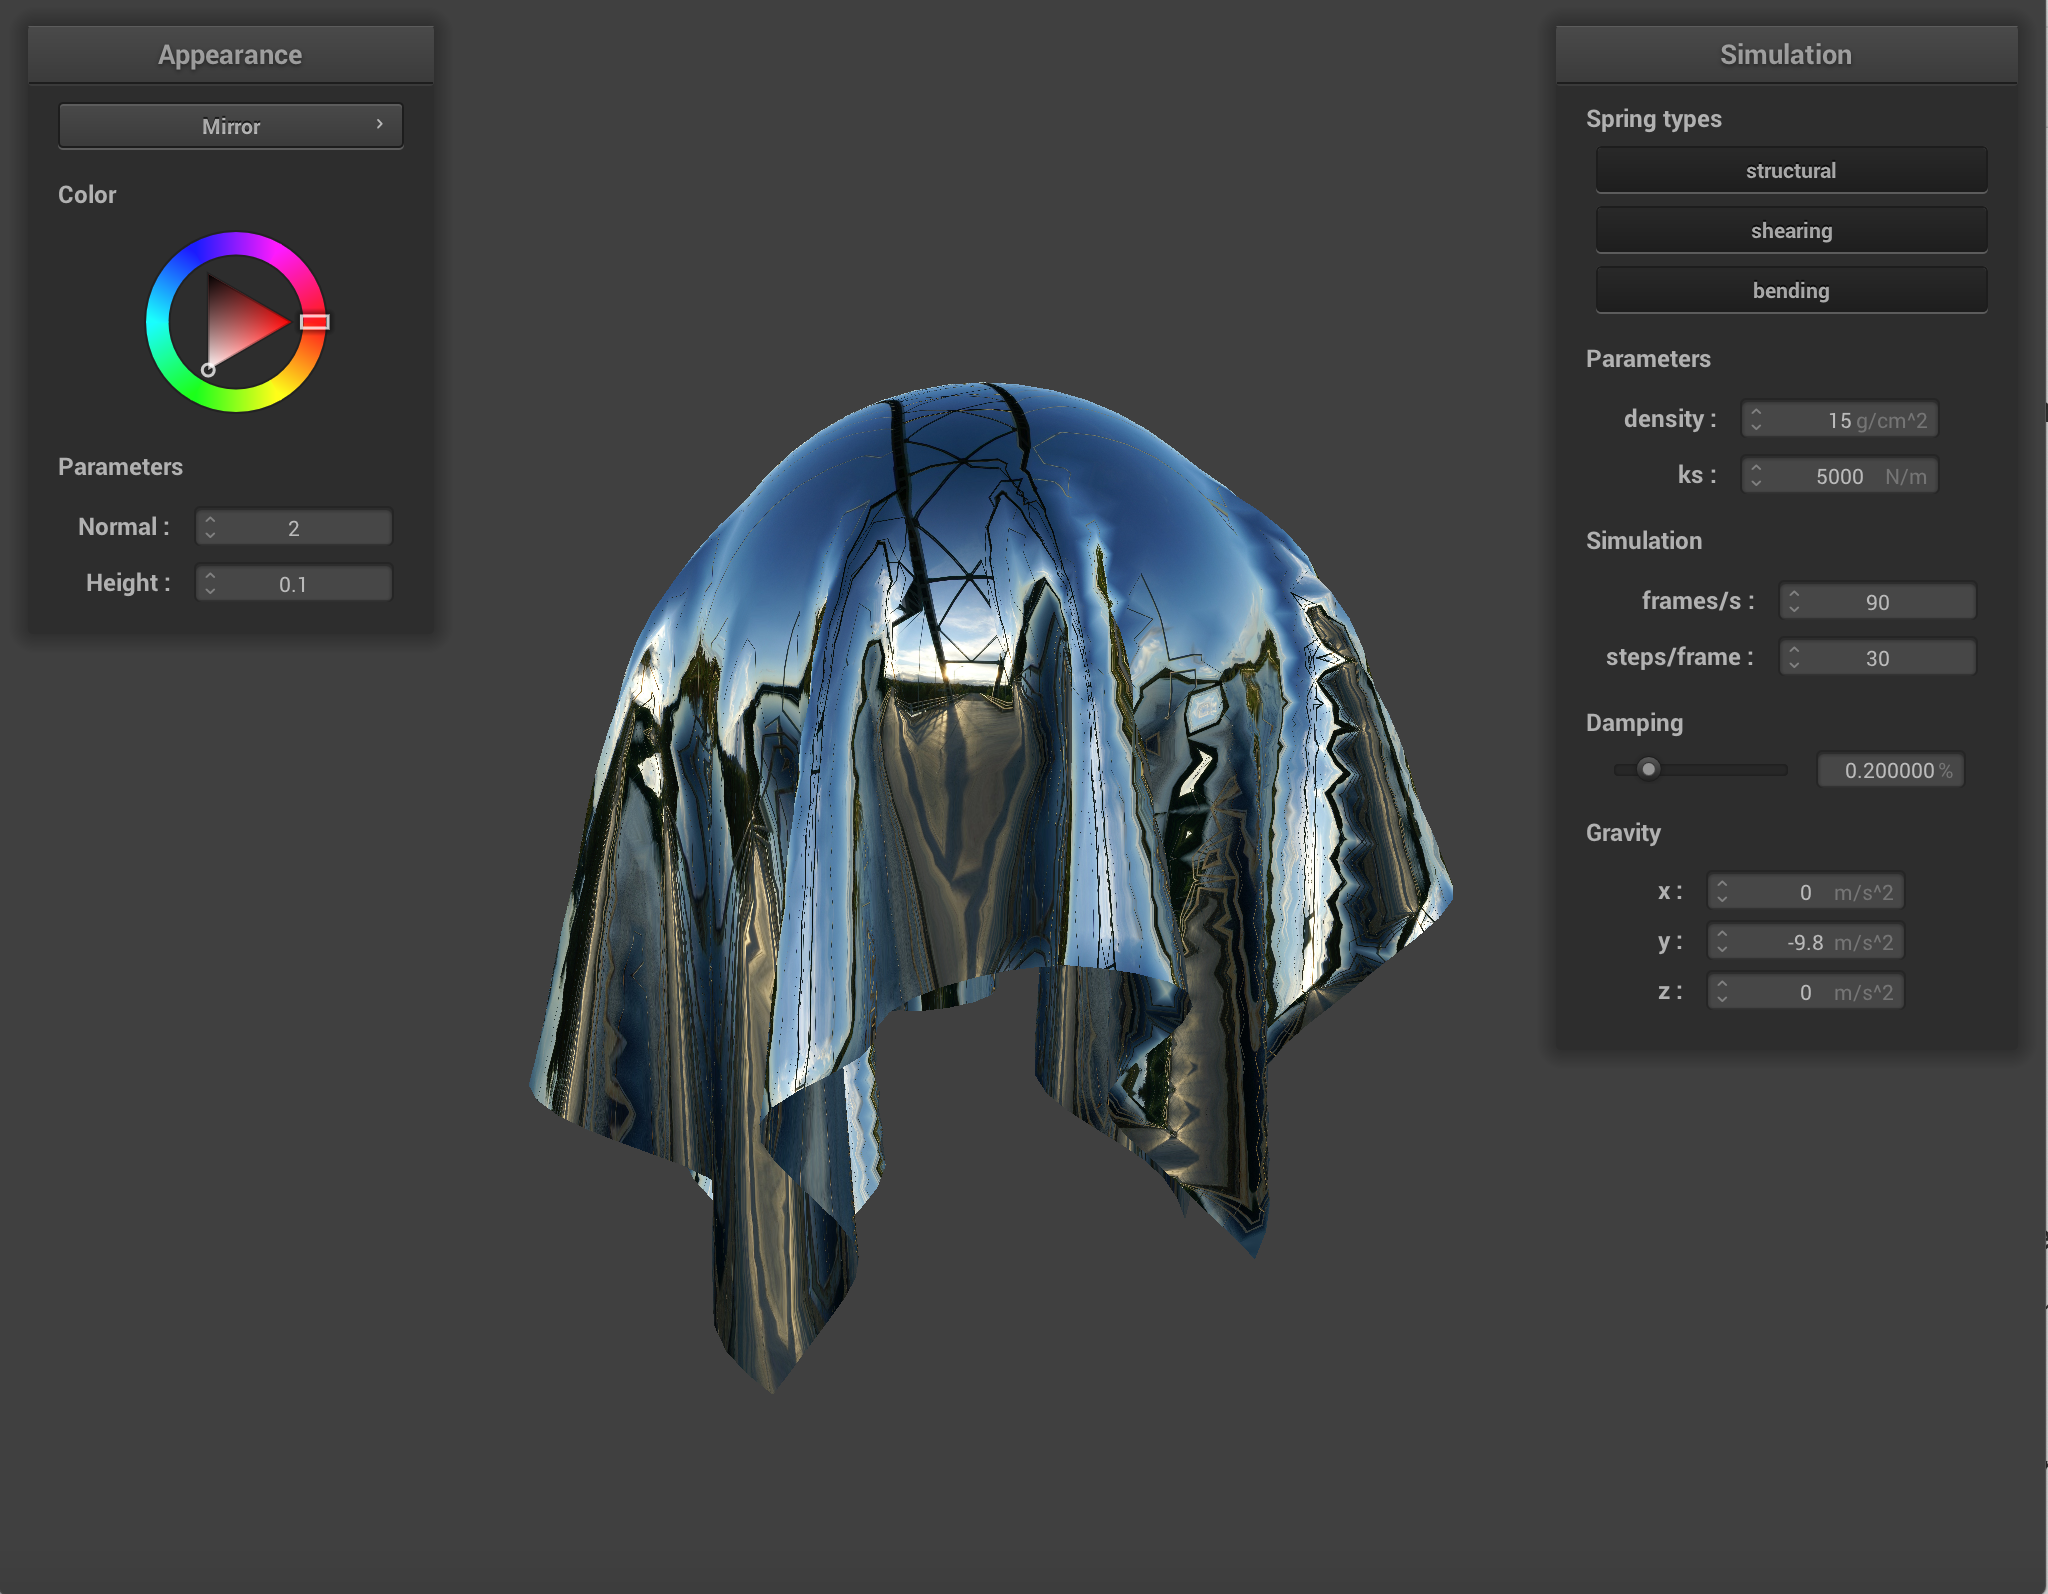 Appearance
Mirror
Color
Parameters
Normal : 2
Height : 0.1
Simulation
Spring types
structural
shearing
bending
Parameters
density : 15 g/cm^2
ks : 5000 N/m
Simulation
frames/s : 90
steps/frame : 30
Damping
0.200000 %
Gravity
x : 0 m/s^2
y : -9.8 m/s^2
z : 0 m/s^2